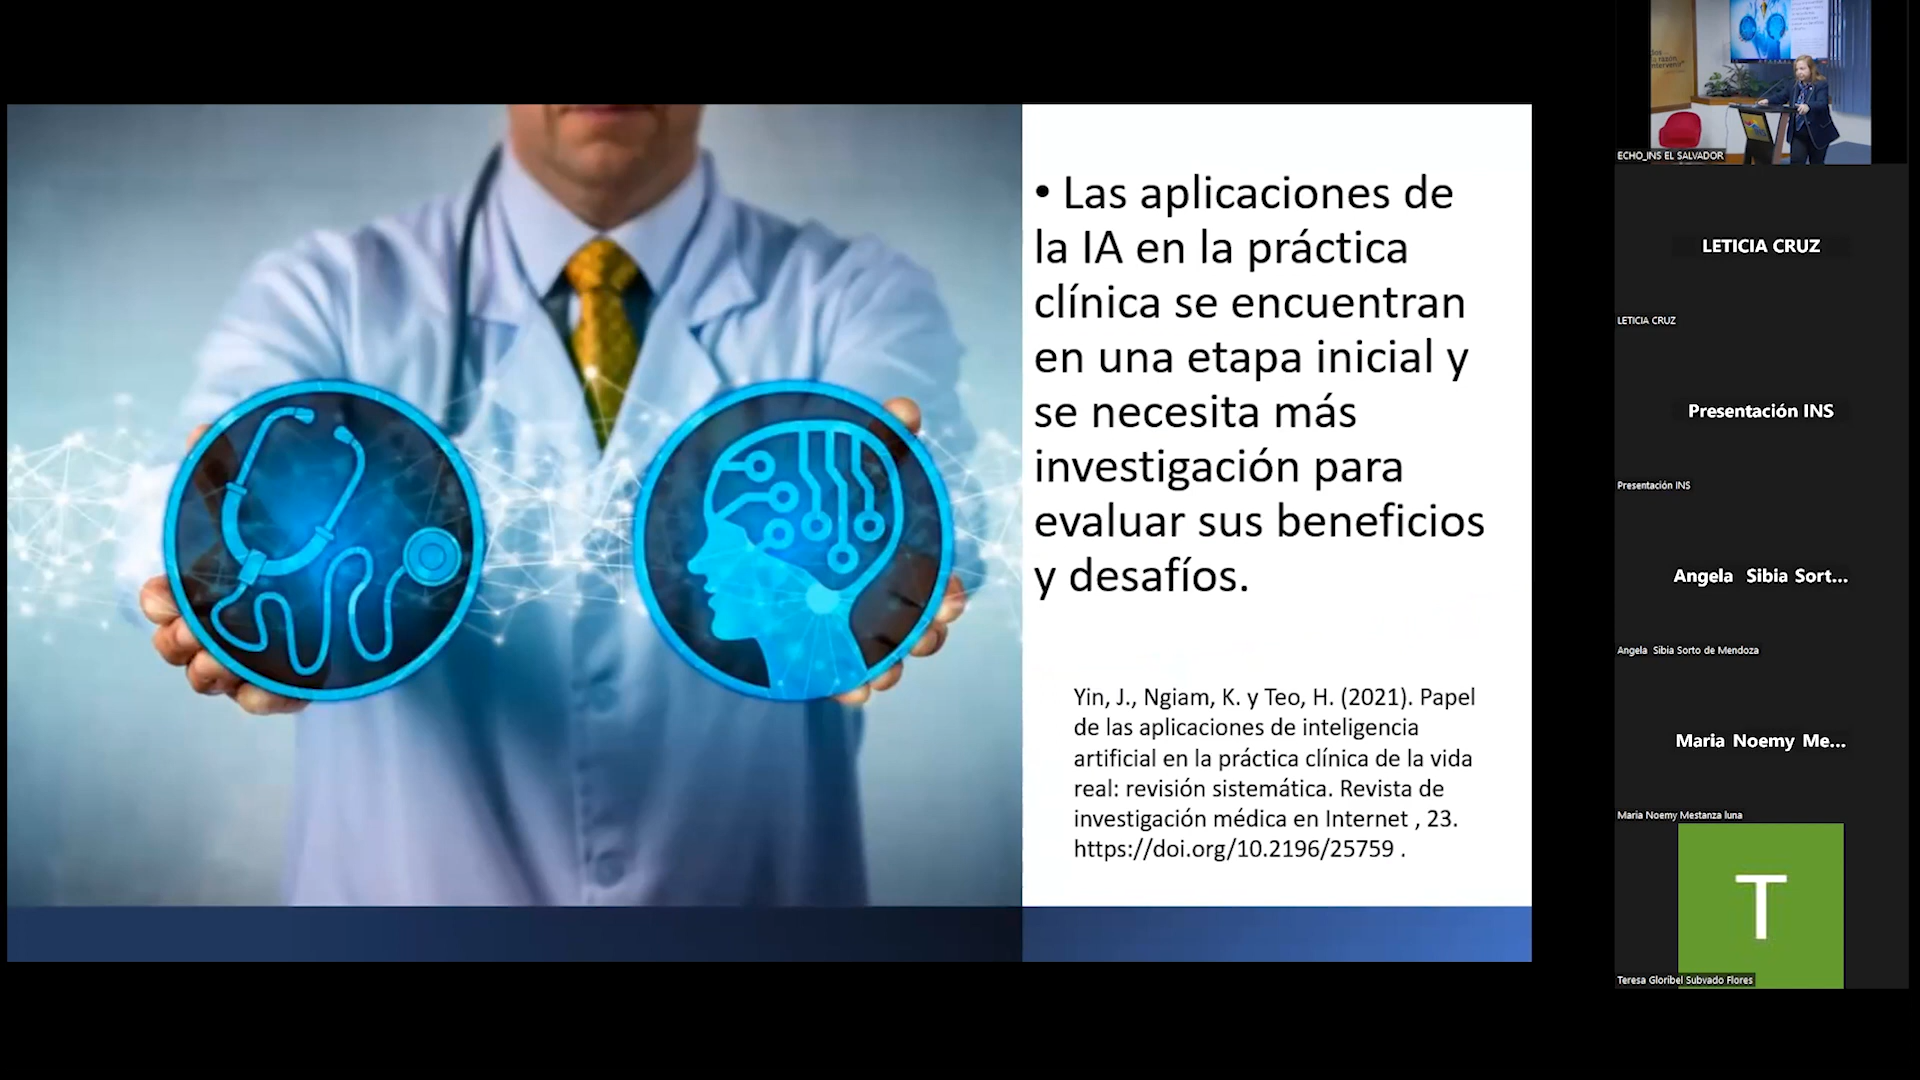 • Las aplicaciones de
la IA en la práctica
clínica se encuentran
en una etapa inicial y
se necesita más
investigación para
evaluar sus beneficios
y desafíos.
Yin, J., Ngiam, K. y Teo, H. (2021). Papel
de las aplicaciones de inteligencia
artificial en la práctica clínica de la vida
real: revisión sistemática. Revista de
investigación médica en Internet , 23.
https://doi.org/10.2196/25759 .
la razón
ECHO_INS EL SALVADOR
LETICIA CRUZ
LETICIA CRUZ
Presentación INS
Presentación INS
Angela Sibia Sort...
Angela Sibia Sorto de Mendoza
Maria Noemy Me...
Maria Noemy Mestanza luna
T
Teresa Gloribel Subvado Flores